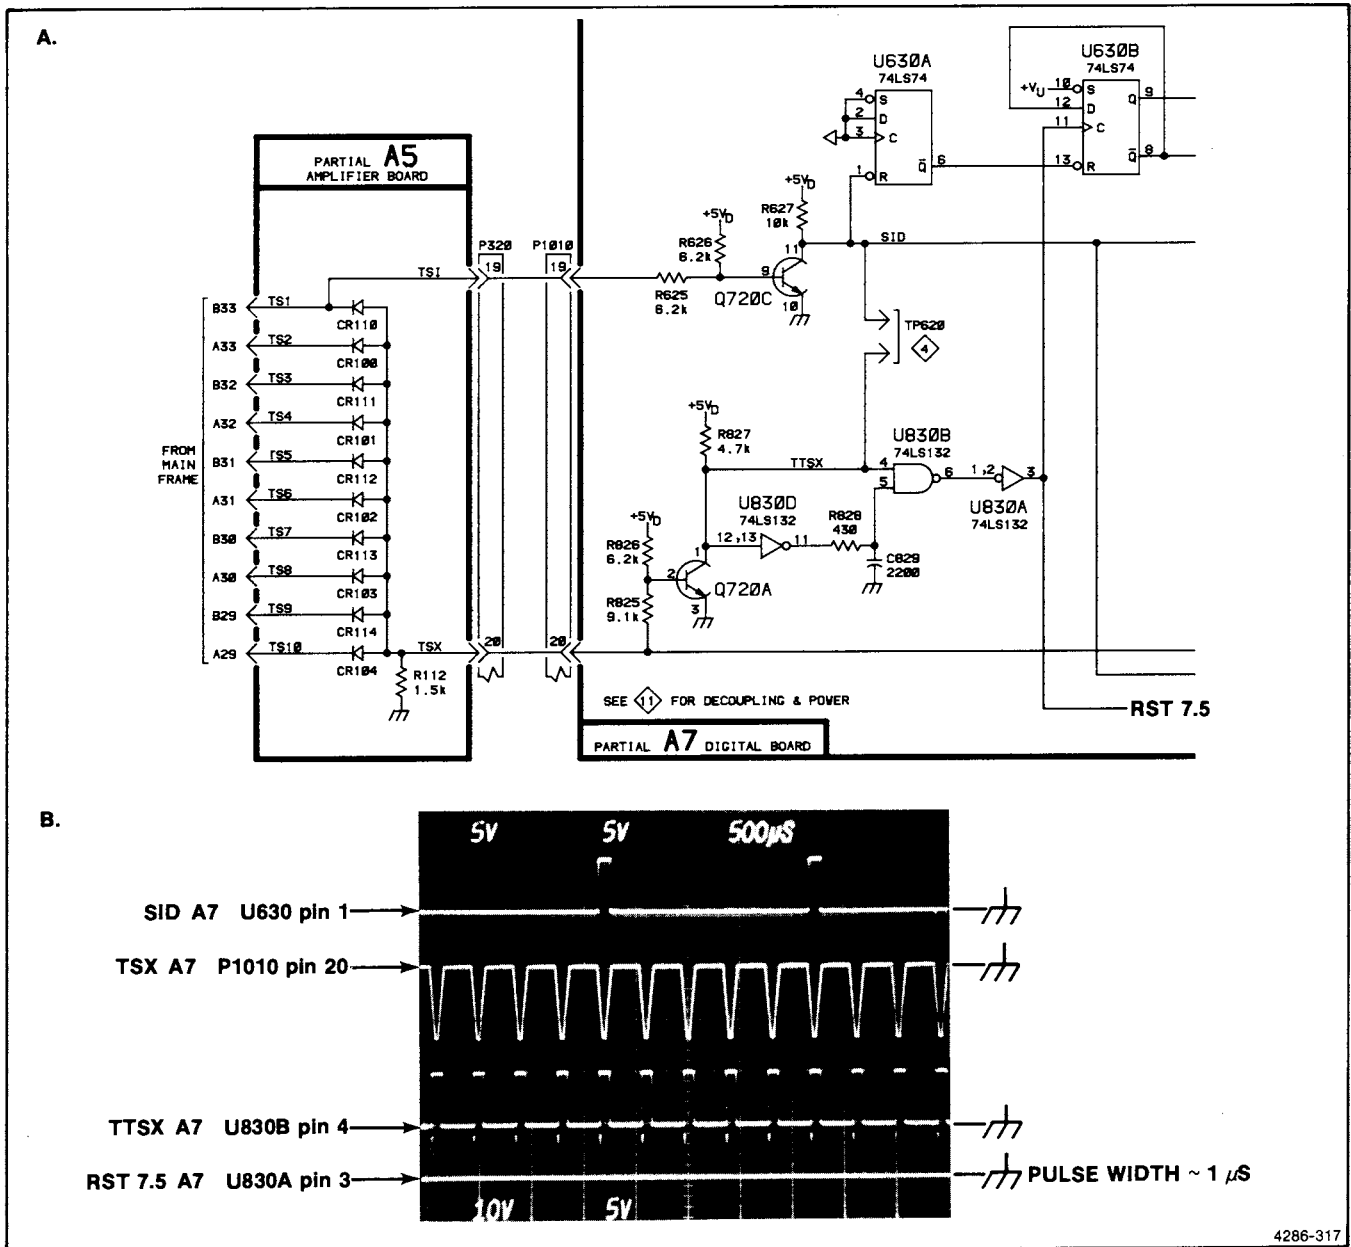 A.
U630A
74LS74
4
S
2
D
3
C
1
R
Q
6
U630B
74LS74
+VU
10
S
12
D
11
C
13
R
Q
9
Q
8
PARTIAL A5
AMPLIFIER BOARD
P320
19
P1010
19
TSI
+5VD
R626
6.2k
R625
6.2k
+5VD
R627
10k
11
9
10
Q720C
SID
TP620
4
FROM
MAIN
FRAME
B33
TS1
CR110
A33
TS2
CR100
B32
TS3
CR111
A32
TS4
CR101
B31
TS5
CR112
A31
TS6
CR102
B30
TS7
CR113
A30
TS8
CR103
B29
TS9
CR114
A29
TS10
CR104
TSX
R112
1.5k
20
20
+5VD
R827
4.7k
TTSX
U830B
74LS132
4
5
6
1,2
3
U830A
74LS132
U830D
74LS132
12,13
11
R828
430
C829
2200
+5VD
R826
6.2k
R825
9.1k
1
2
3
Q720A
RST 7.5
SEE 11 FOR DECOUPLING & POWER
PARTIAL A7 DIGITAL BOARD
B.
5V 5V 500µS
SID A7 U630 pin 1
TSX A7 P1010 pin 20
TTSX A7 U830B pin 4
RST 7.5 A7 U830A pin 3
PULSE WIDTH ~ 1 µS
10V 5V
4286-317